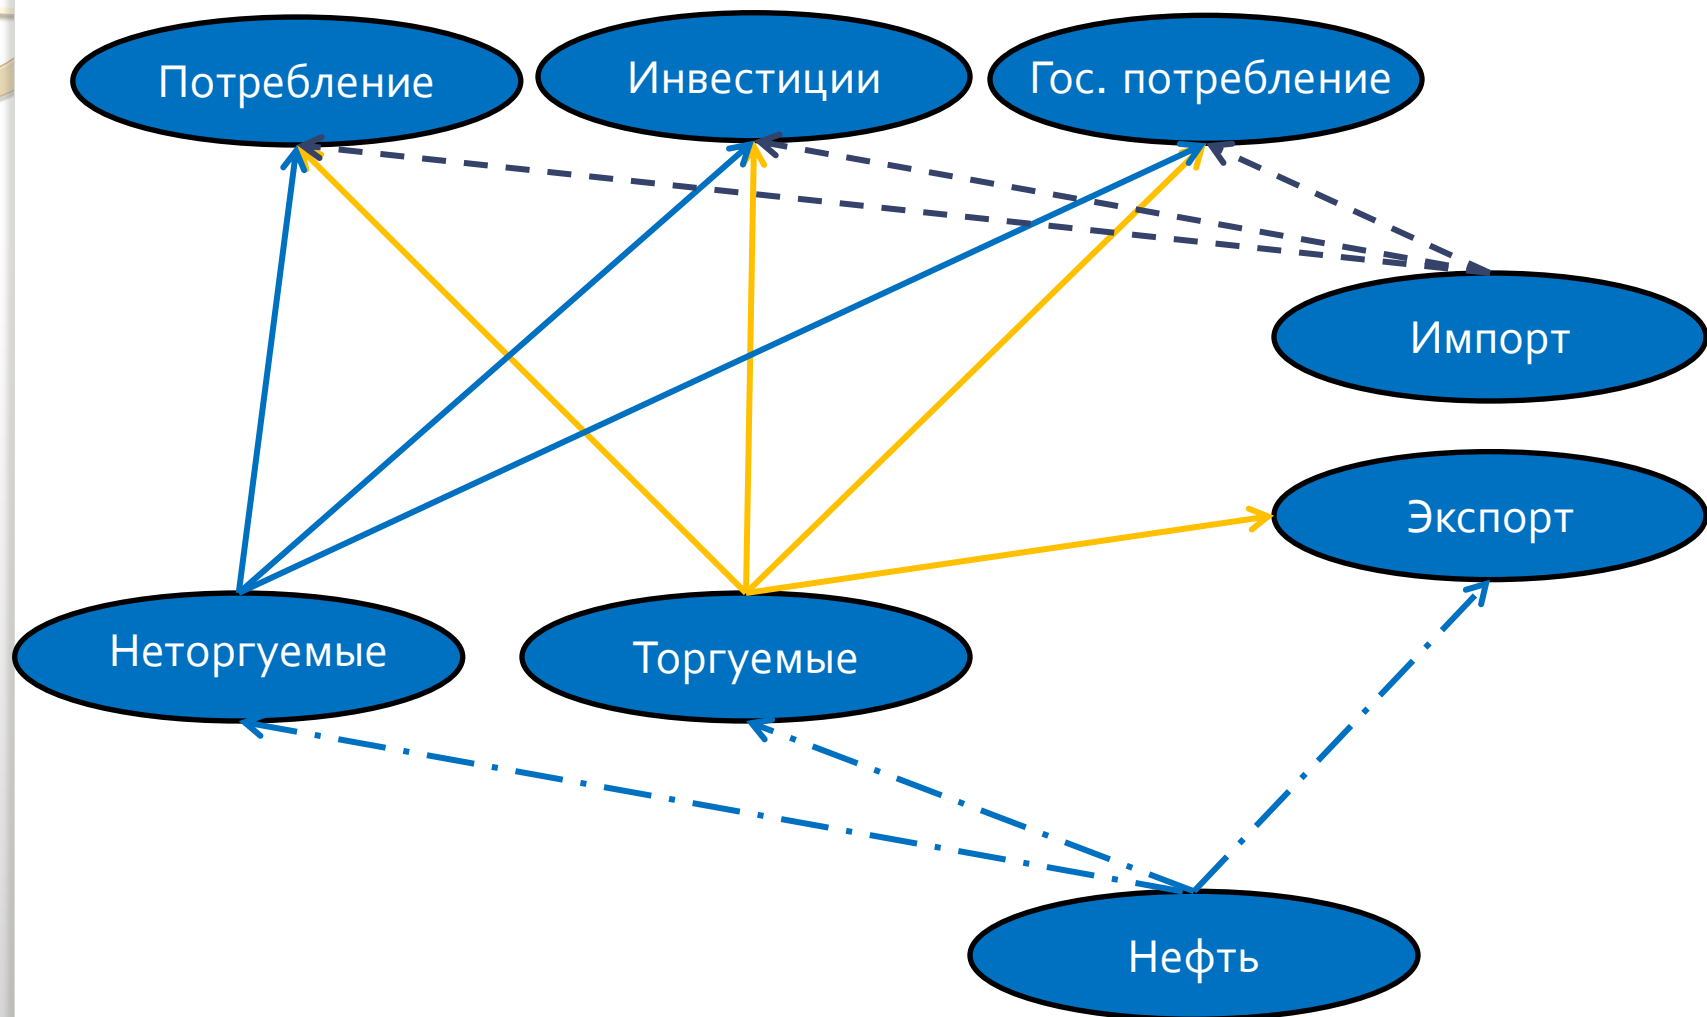 Потребление
Инвестиции
Гос. потребление
Импорт
Экспорт
Неторгуемые
Торгуемые
Нефть